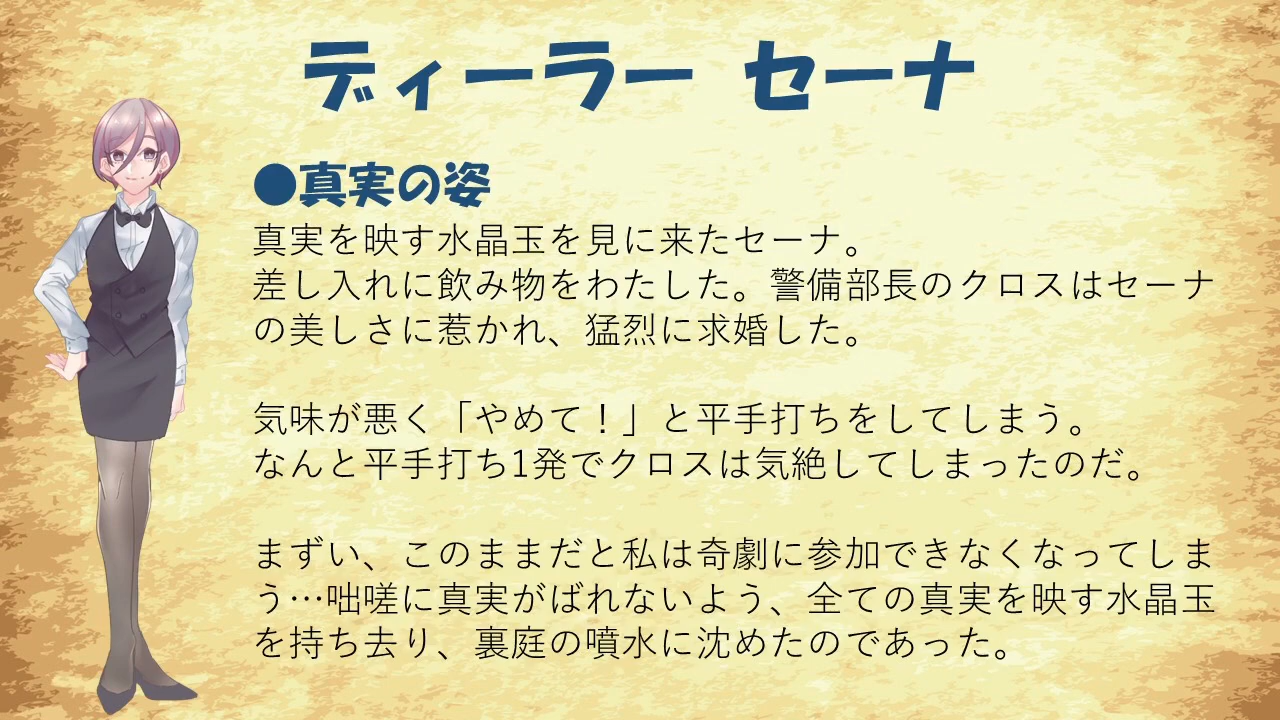 ディーラー セーナ
●真実の姿
真実を映す水晶玉を見に来たセーナ。
差し入れに飲み物をわたした。警備部長のクロスはセーナ
の美しさに惹かれ、猛烈に求婚した。
気味が悪く「やめて！」と平手打ちをしてしまう。
なんと平手打ち1発でクロスは気絶してしまったのだ。
まずい、このままだと私は奇劇に参加できなくなってしま
う…咄嗟に真実がばれないよう、全ての真実を映す水晶玉
を持ち去り、裏庭の噴水に沈めたのであった。